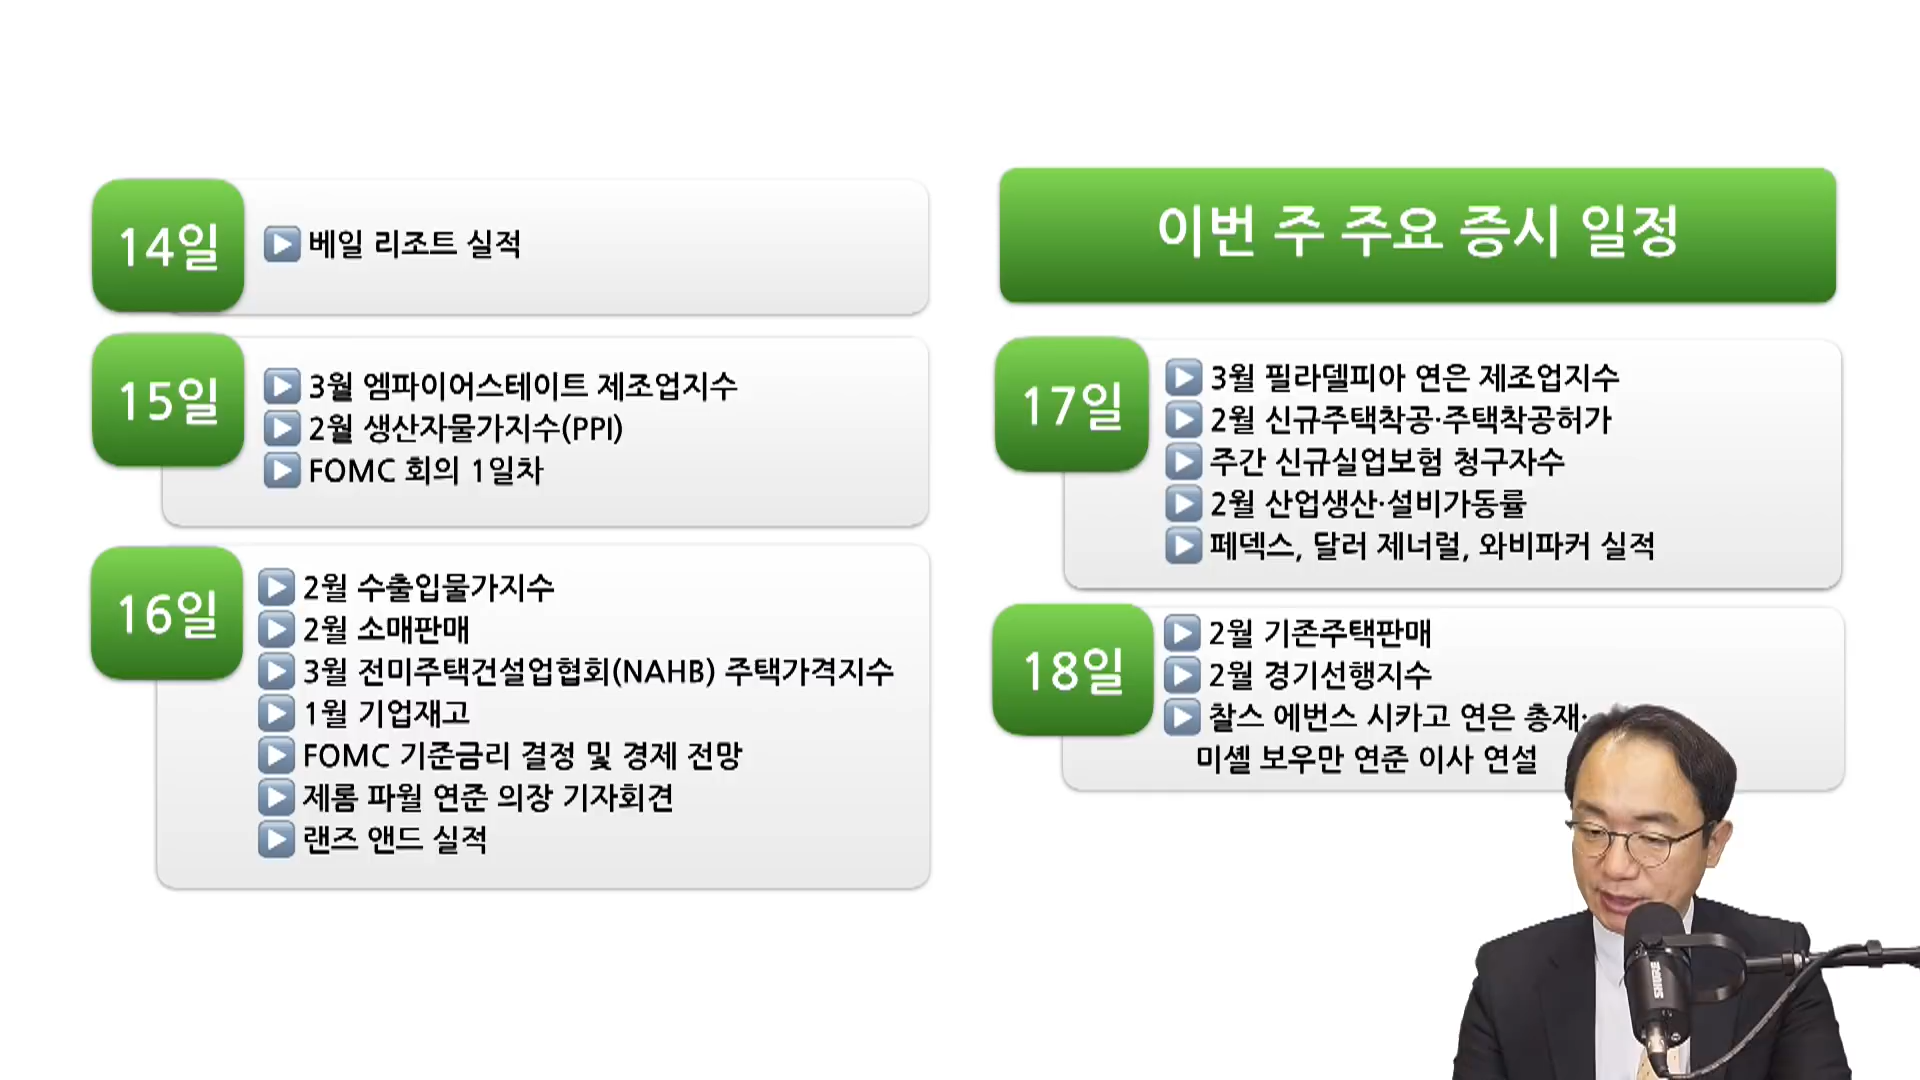 14일
베일 리조트 실적
15일
3월 엠파이어스테이트 제조업지수
2월 생산자물가지수(PPI)
FOMC 회의 1일차
16일
2월 수출입물가지수
2월 소매판매
3월 전미주택건설업협회(NAHB) 주택가격지수
1월 기업재고
FOMC 기준금리 결정 및 경제 전망
제롬 파월 연준 의장 기자회견
랜즈 앤드 실적
이번 주 주요 증시 일정
17일
3월 필라델피아 연은 제조업지수
2월 신규주택착공·주택착공허가
주간 신규실업보험 청구자수
2월 산업생산·설비가동률
페덱스, 달러 제너럴, 와비파커 실적
18일
2월 기존주택판매
2월 경기선행지수
찰스 에번스 시카고 연은 총재·
미셸 보우만 연준 이사 연설
SHURE